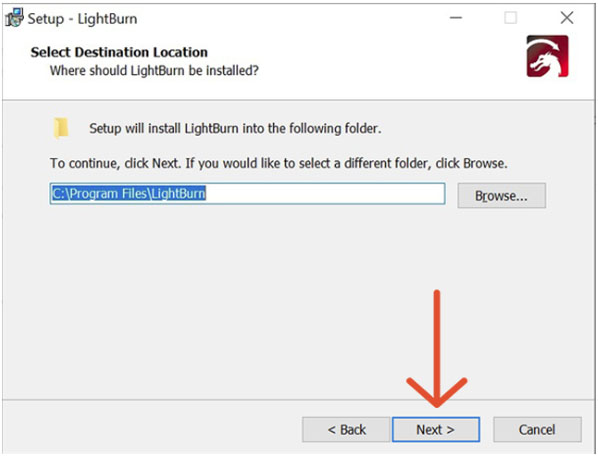 Setup - LightBurn
Select Destination Location
Where should LightBurn be installed?
Setup will install LightBurn into the following folder.
To continue, click Next. If you would like to select a different folder, click Browse.
C:\Program Files\LightBurn
Browse...
< Back
Next >
Cancel